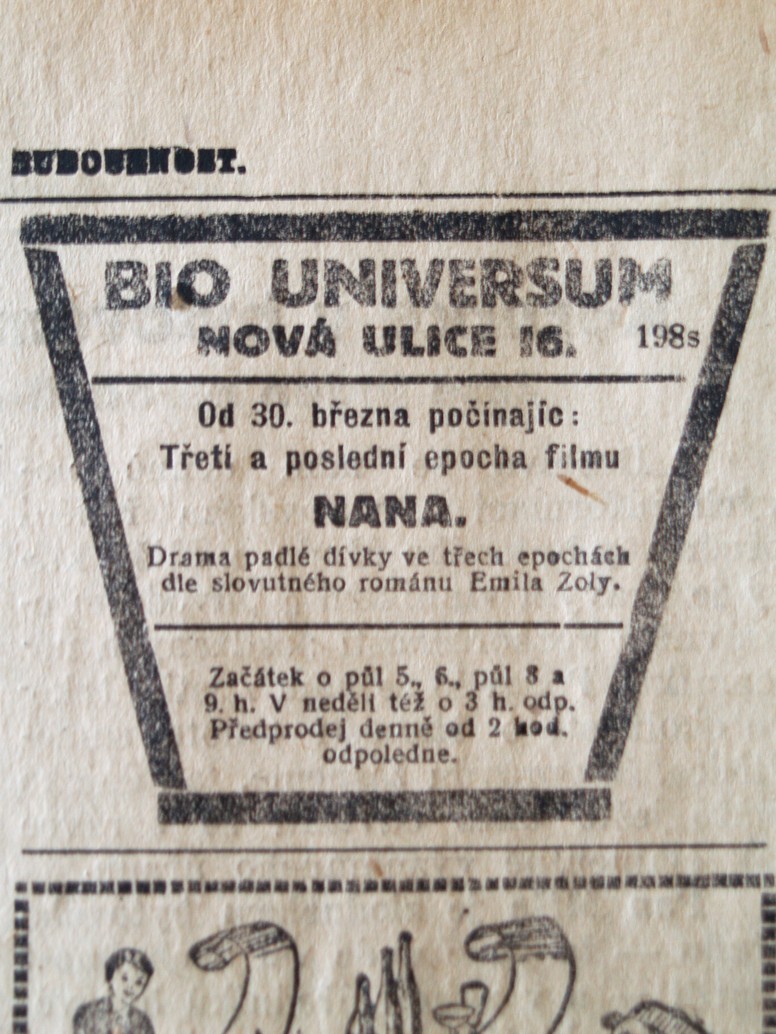 BUDOUCNOST.
BIO UNIVERSUM
NOVÁ ULICE 16.
198s
Od 30. března počínajíc:
Třetí a poslední epocha filmu
NANA.
Drama padlé dívky ve třech epochách
dle slovutného románu Emila Zoly.
Začátek o půl 5., 6., půl 8 a
9. h. V neděli též o 3 h. odp.
Předprodej denně od 2 hod.
odpoledne.